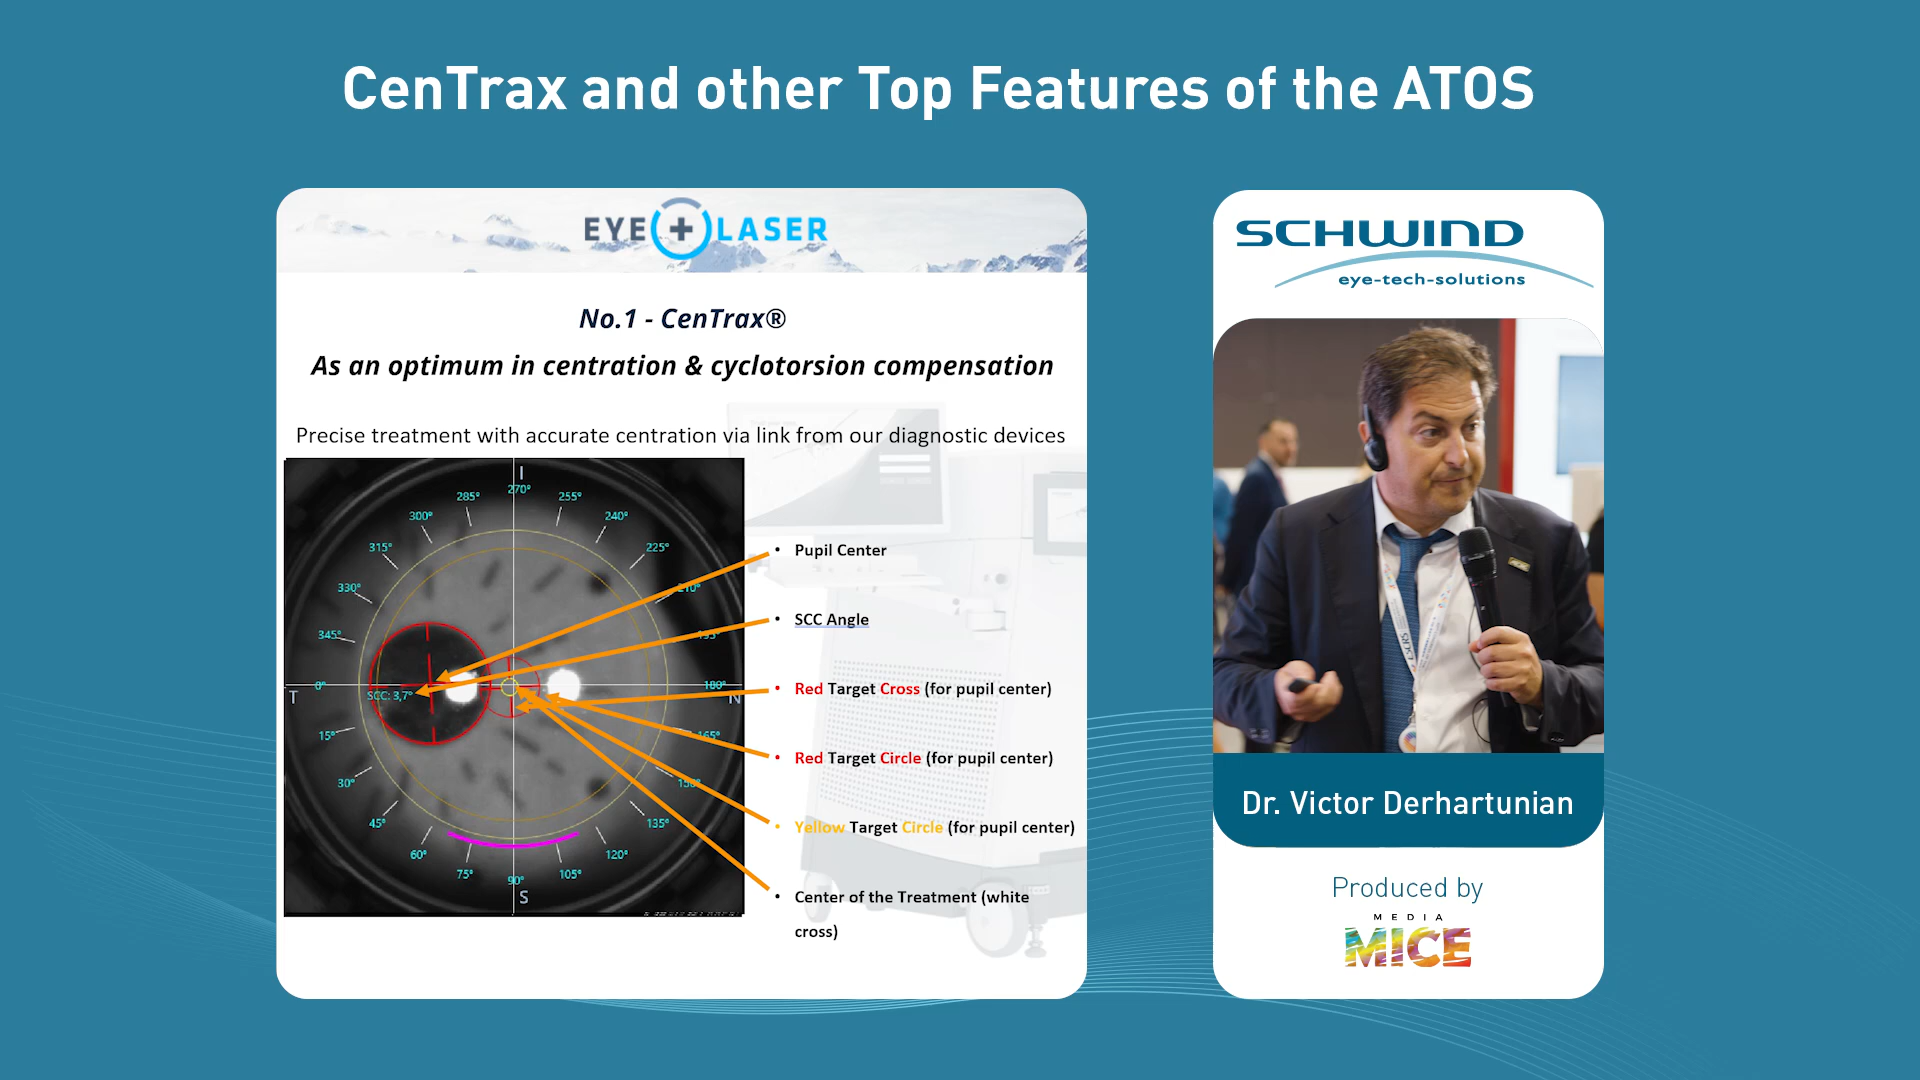 CenTrax and other Top Features of the ATOS
EYE + LASER
No.1 - CenTrax®
As an optimum in centration & cyclotorsion compensation
Precise treatment with accurate centration via link from our diagnostic devices
I
270°
285°
255°
300°
240°
315°
225°
330°
210°
345°
195°
0°
180°
T
SCC: 3,7°
N
15°
165°
30°
150°
45°
135°
60°
120°
75°
105°
90°
S
• Pupil Center
• SCC Angle
• Red Target Cross (for pupil center)
• Red Target Circle (for pupil center)
• Yellow Target Circle (for pupil center)
• Center of the Treatment (white
cross)
SCHWIND
eye-tech-solutions
ESCRS
Dr. Victor Derhartunian
Produced by
MEDIA
MICE